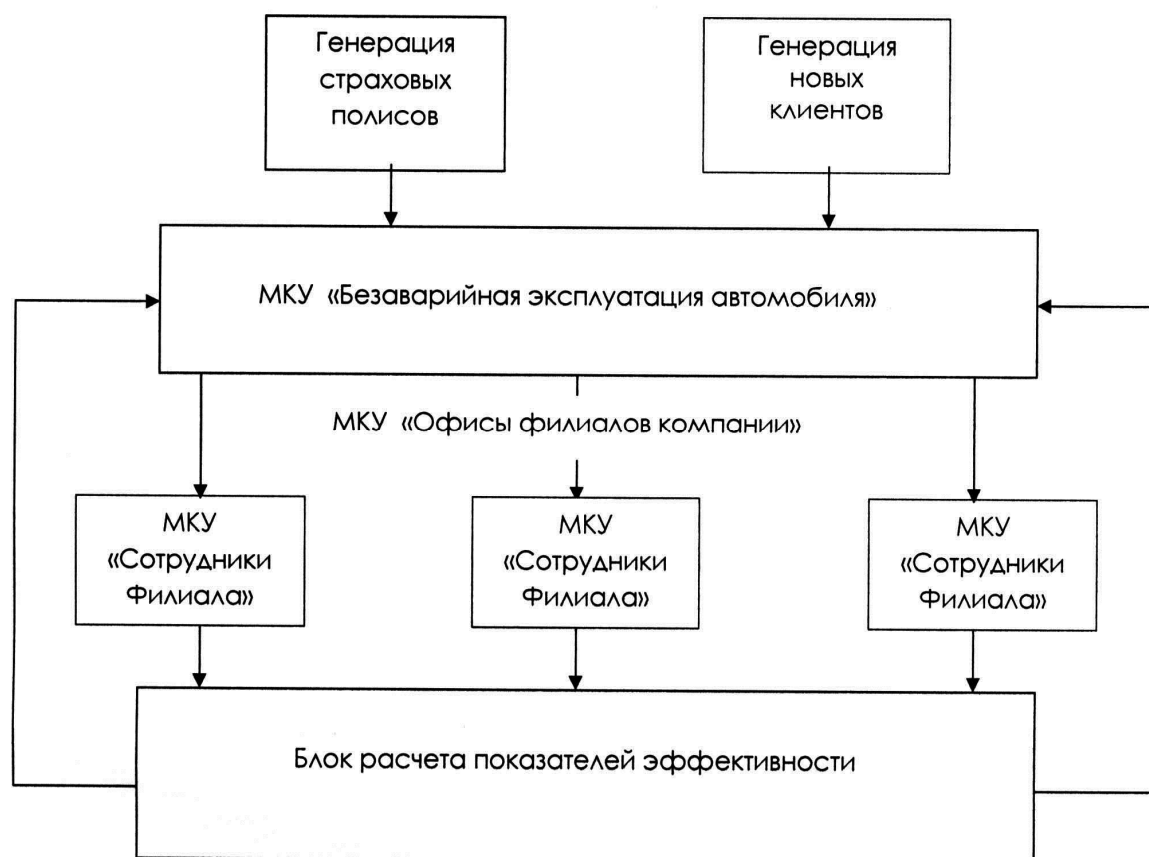 Генерация
страховых
полисов
Генерация
новых
клиентов
МКУ «Безаварийная эксплуатация автомобиля»
МКУ «Офисы филиалов компании»
МКУ
«Сотрудники
Филиала»
МКУ
«Сотрудники
Филиала»
МКУ
«Сотрудники
Филиала»
Блок расчета показателей эффективности